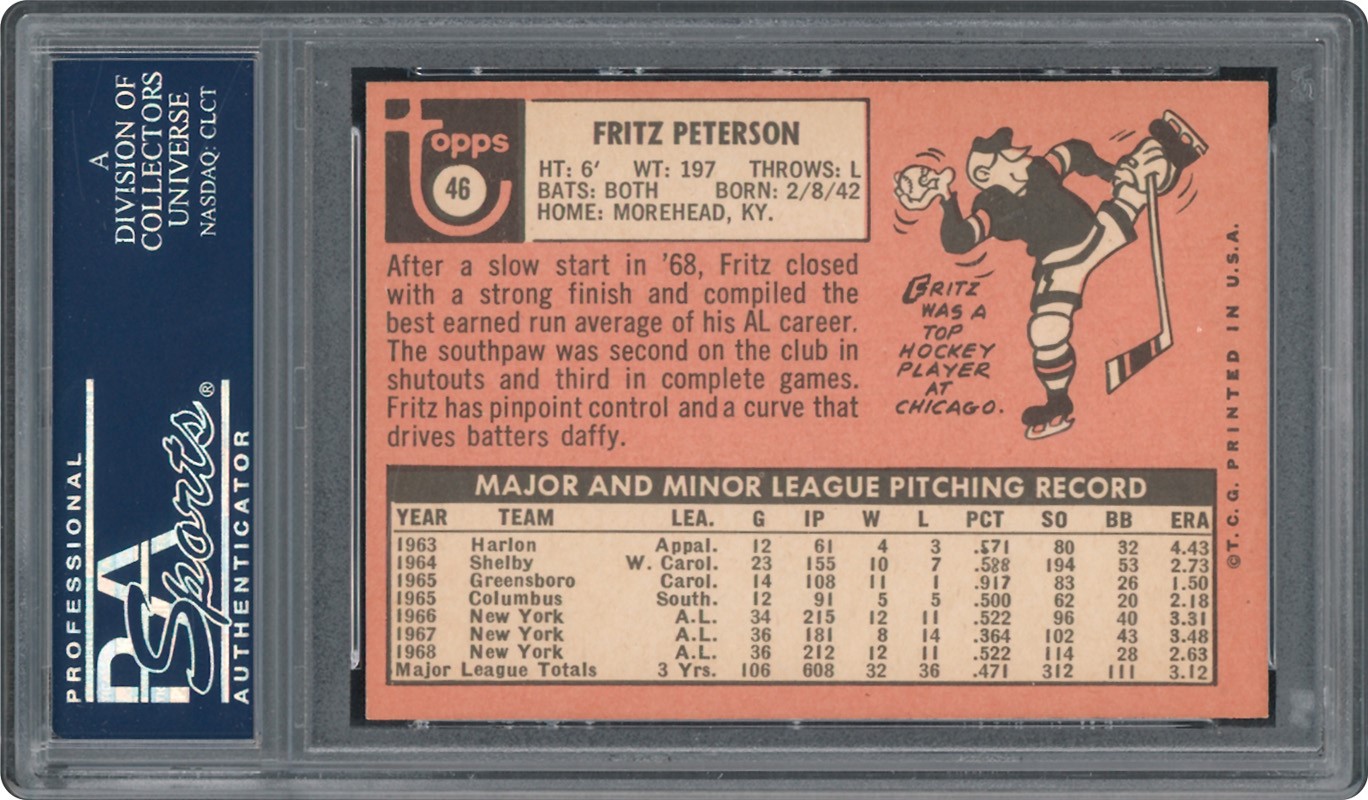 A
DIVISION OF
COLLECTORS
UNIVERSE
NASDAQ: CLCT
PROFESSIONAL
PSA
Sports®
AUTHENTICATOR
topps
46
FRITZ PETERSON
HT: 6' WT: 197 THROWS: L
BATS: BOTH BORN: 2/8/42
HOME: MOREHEAD, KY.
After a slow start in '68, Fritz closed
with a strong finish and compiled the
best earned run average of his AL career.
The southpaw was second on the club in
shutouts and third in complete games.
Fritz has pinpoint control and a curve that
drives batters daffy.
FRITZ
WAS A
TOP
HOCKEY
PLAYER
AT
CHICAGO.
©T.C.G. PRINTED IN U.S.A.
MAJOR AND MINOR LEAGUE PITCHING RECORD
YEAR TEAM LEA. G IP W L PCT SO BB ERA
1963 Harlon Appal. 12 61 4 3 .571 80 32 4.43
1964 Shelby W. Carol. 23 155 10 7 .588 194 53 2.73
1965 Greensboro Carol. 14 108 11 1 .917 83 26 1.50
1965 Columbus South. 12 91 5 5 .500 62 20 2.18
1966 New York A.L. 34 215 12 11 .522 96 40 3.31
1967 New York A.L. 36 181 8 14 .364 102 43 3.48
1968 New York A.L. 36 212 12 11 .522 114 28 2.63
Major League Totals 3 Yrs. 106 608 32 36 .471 312 111 3.12